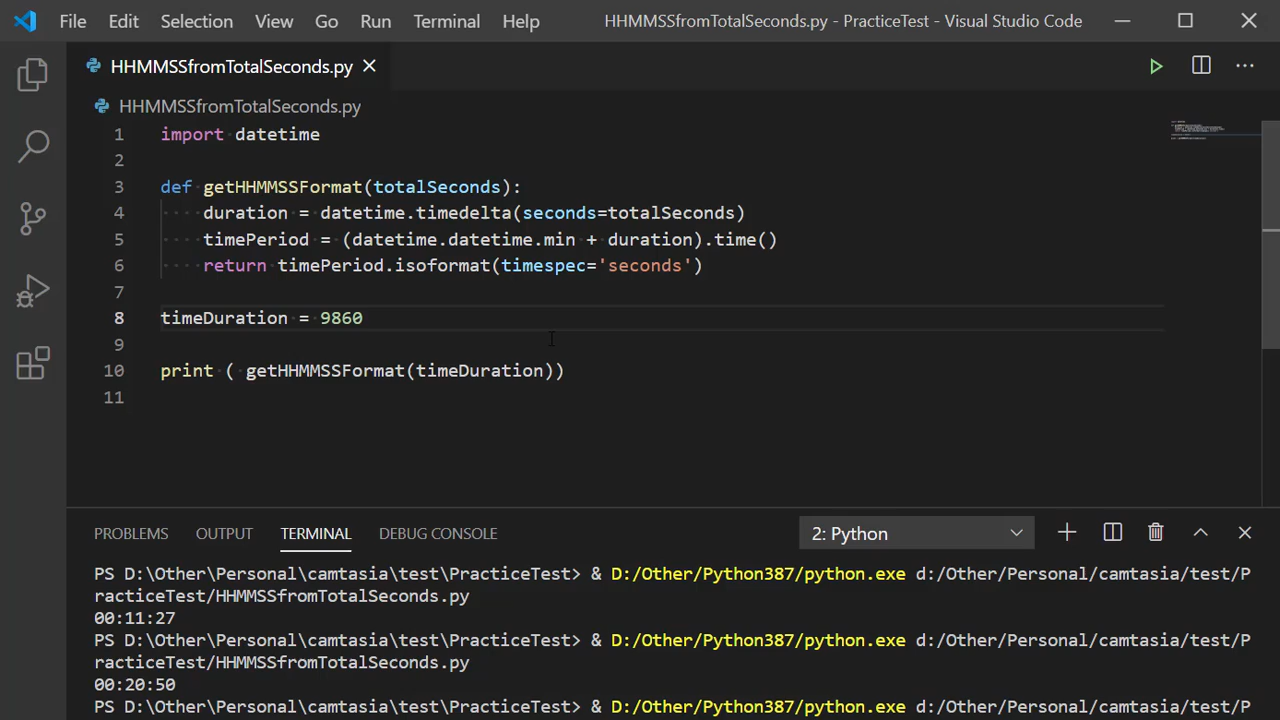 File Edit Selection View Go Run Terminal Help HHMMSSfromTotalSeconds.py - PracticeTest - Visual Studio Code
HHMMSSfromTotalSeconds.py
HHMMSSfromTotalSeconds.py
1 import datetime
2
3 def getHHMMSSFormat(totalSeconds):
4 duration = datetime.timedelta(seconds=totalSeconds)
5 timePeriod = (datetime.datetime.min + duration).time()
6 return timePeriod.isoformat(timespec='seconds')
7
8 timeDuration = 9860
9
10 print ( getHHMMSSFormat(timeDuration))
11
PROBLEMS OUTPUT TERMINAL DEBUG CONSOLE 2: Python
PS D:\Other\Personal\camtasia\test\PracticeTest> & D:/Other/Python387/python.exe d:/Other/Personal/camtasia/test/P
racticeTest/HHMMSSfromTotalSeconds.py
00:11:27
PS D:\Other\Personal\camtasia\test\PracticeTest> & D:/Other/Python387/python.exe d:/Other/Personal/camtasia/test/P
racticeTest/HHMMSSfromTotalSeconds.py
00:20:50
PS D:\Other\Personal\camtasia\test\PracticeTest> & D:/Other/Python387/python.exe d:/Other/Personal/camtasia/test/P